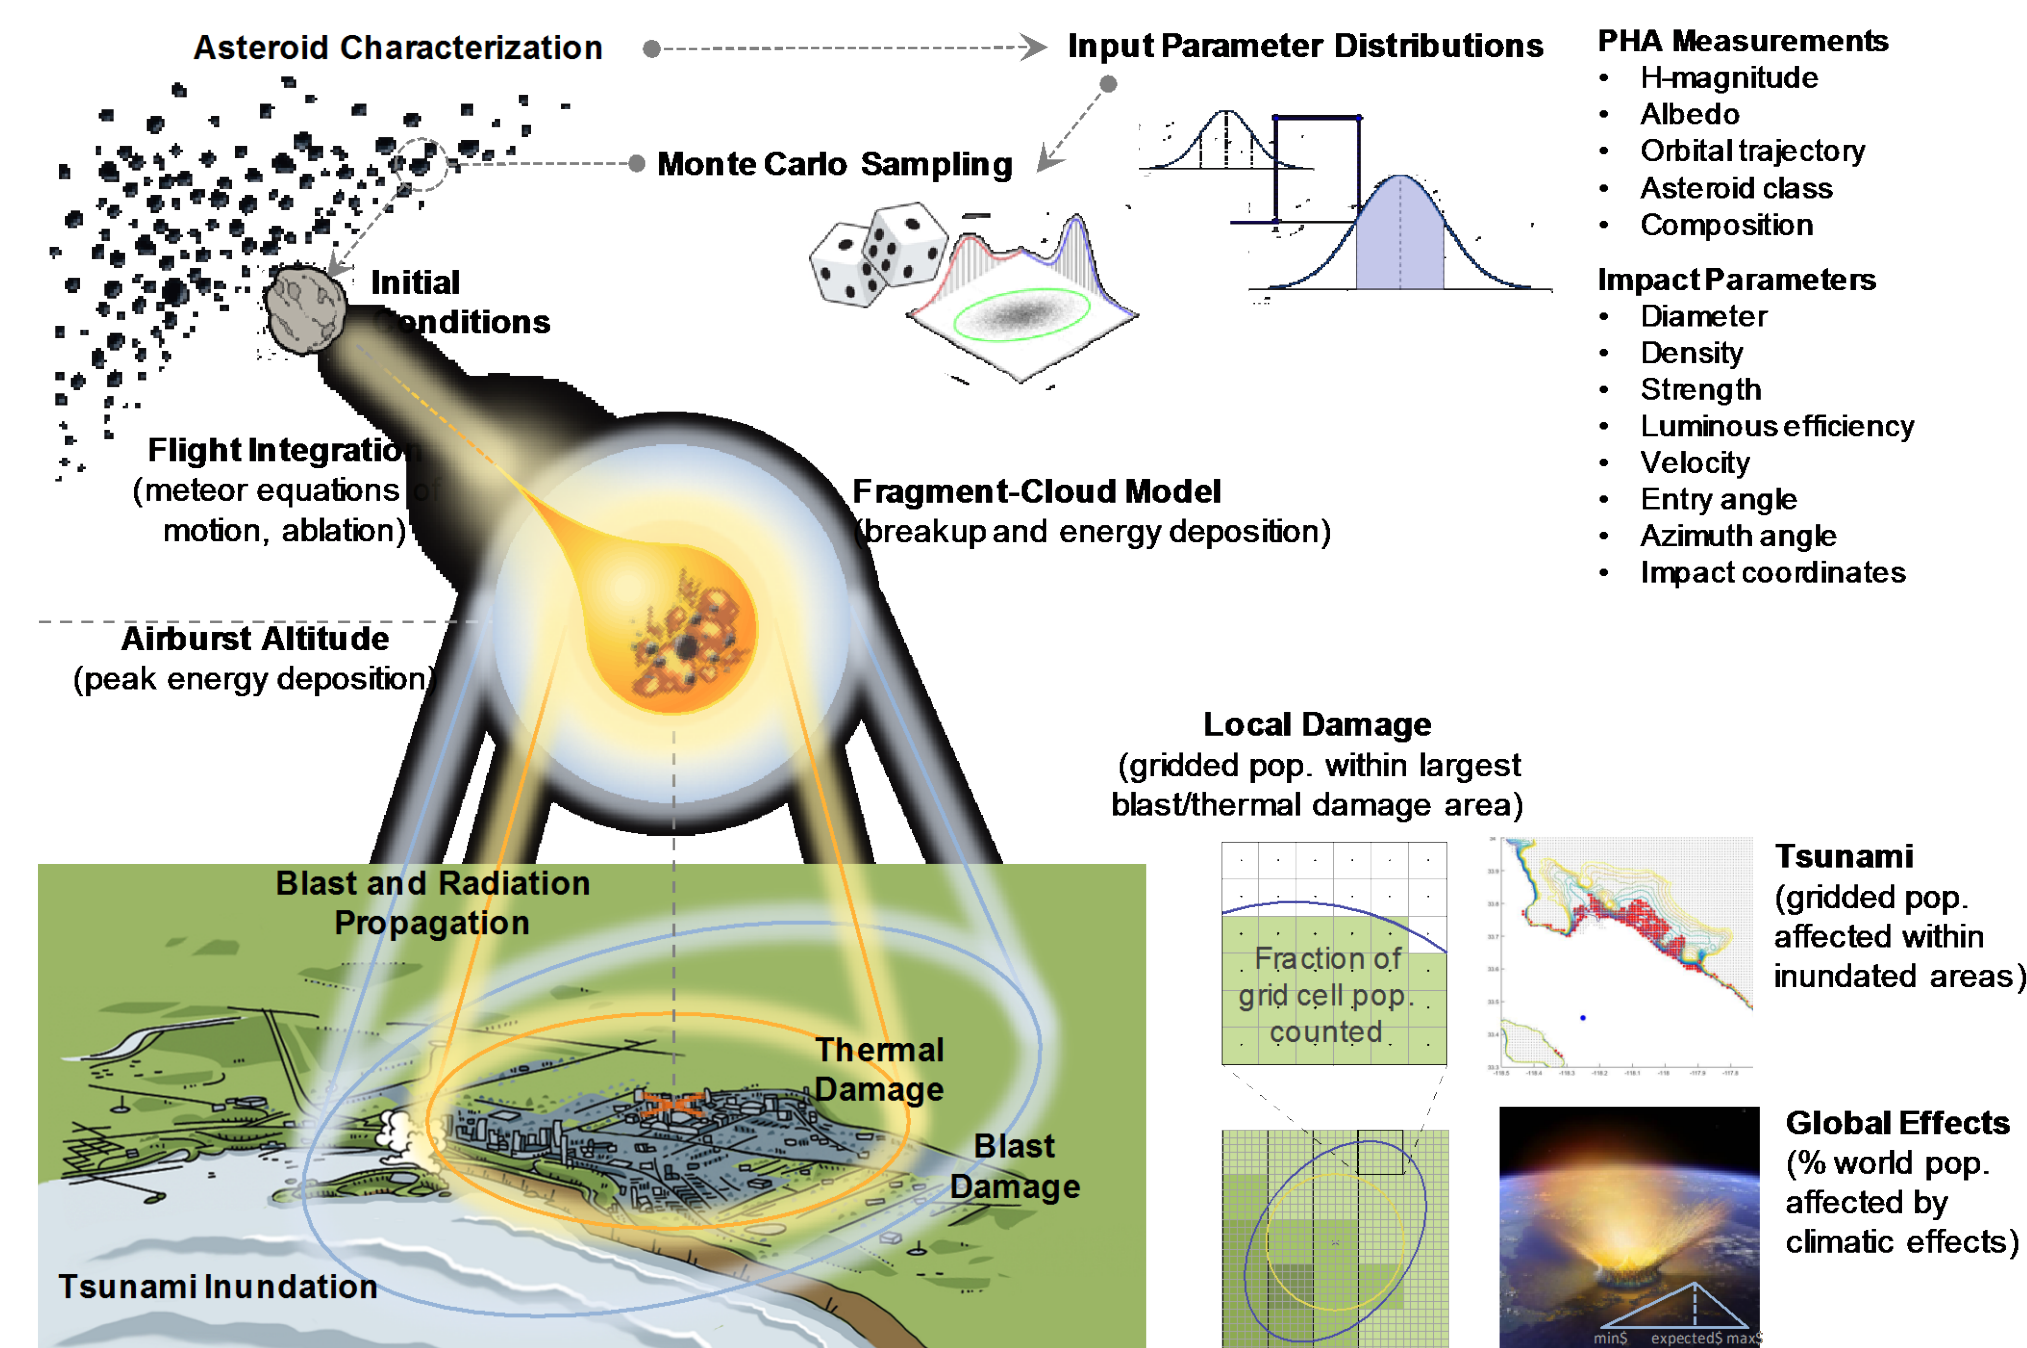 Asteroid Characterization
Input Parameter Distributions
Monte Carlo Sampling
Initial
Conditions
Flight Integration
(meteor equations of
motion, ablation)
Fragment-Cloud Model
(breakup and energy deposition)
Airburst Altitude
(peak energy deposition)
Blast and Radiation
Propagation
Thermal
Damage
Blast
Damage
Tsunami Inundation
PHA Measurements
• H-magnitude
• Albedo
• Orbital trajectory
• Asteroid class
• Composition
Impact Parameters
• Diameter
• Density
• Strength
• Luminous efficiency
• Velocity
• Entry angle
• Azimuth angle
• Impact coordinates
Local Damage
(gridded pop. within largest
blast/thermal damage area)
Fraction of
grid cell pop.
counted
Tsunami
(gridded pop.
affected within
inundated areas)
Global Effects
(% world pop.
affected by
climatic effects)
min$ expected$ max$